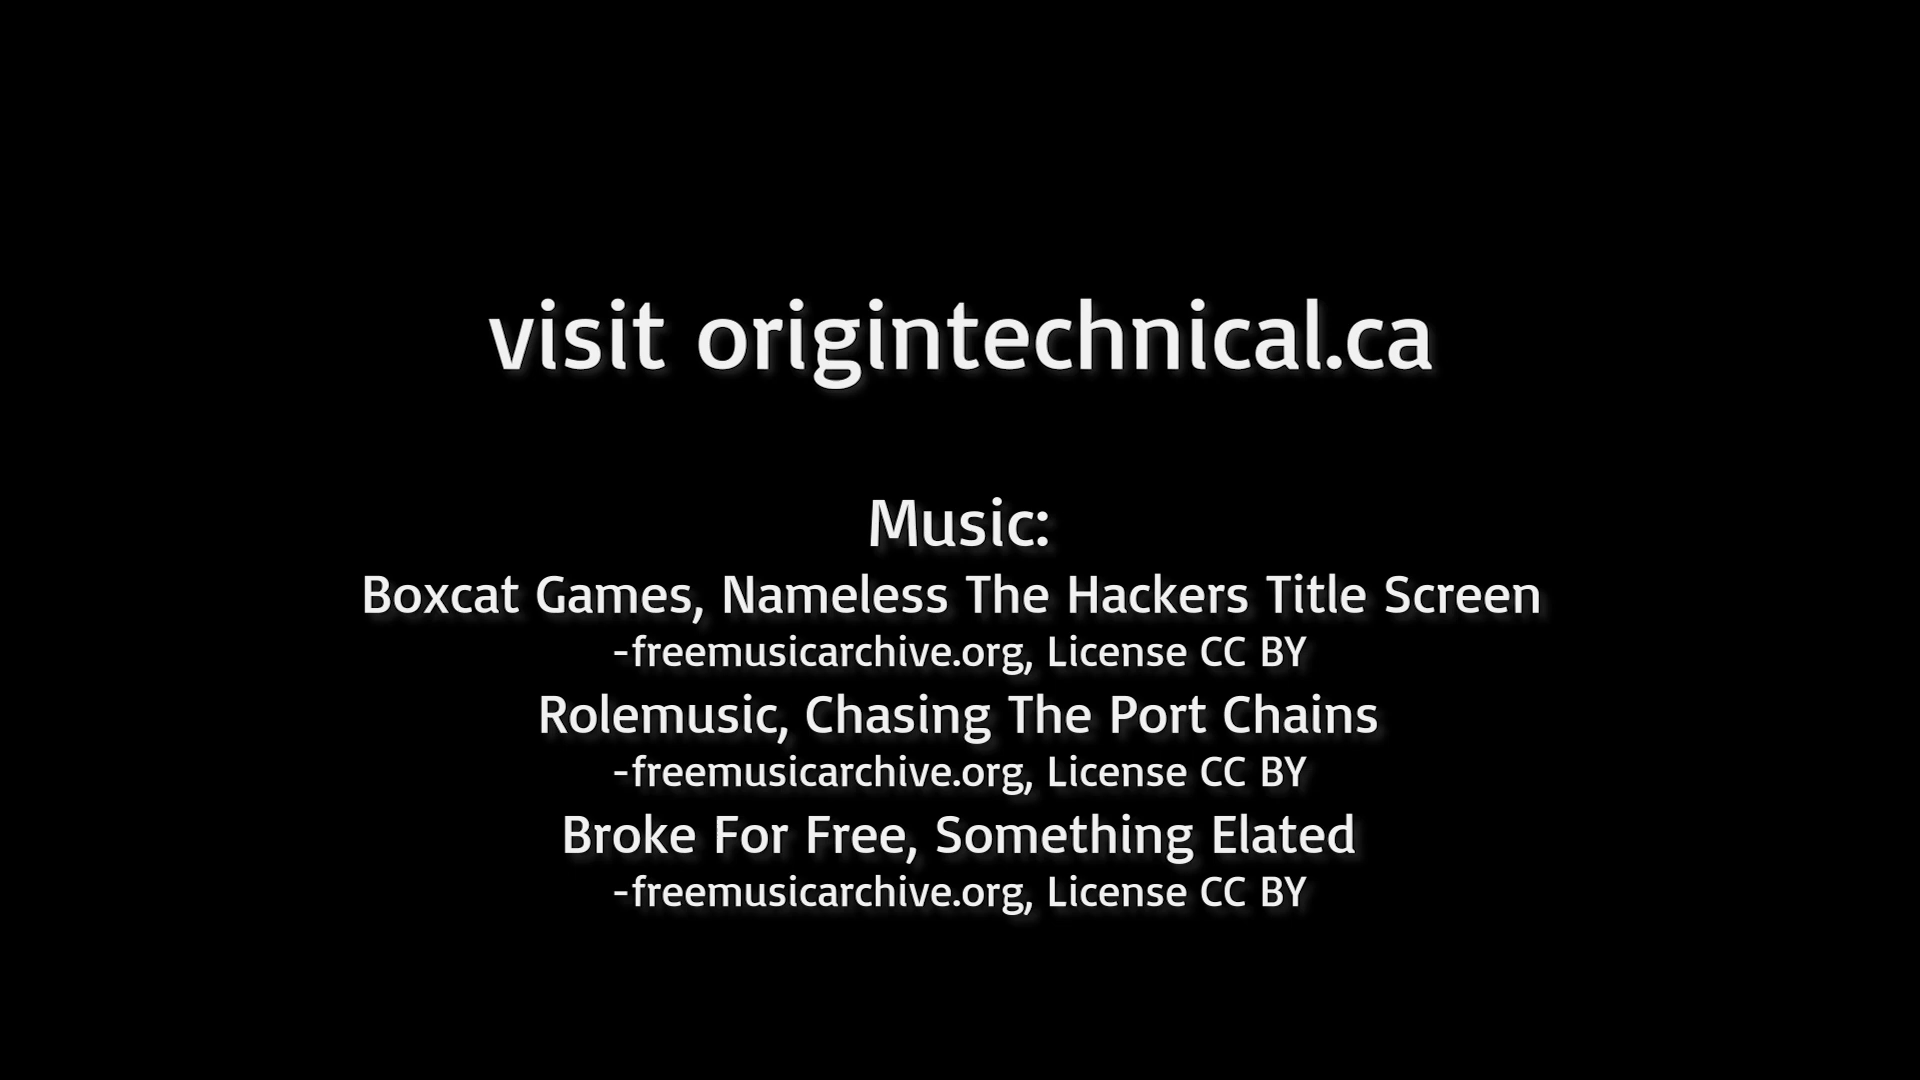 visit origintechnical.ca
Music:
Boxcat Games, Nameless The Hackers Title Screen
-freemusicarchive.org, License CC BY
Rolemusic, Chasing The Port Chains
-freemusicarchive.org, License CC BY
Broke For Free, Something Elated
-freemusicarchive.org, License CC BY